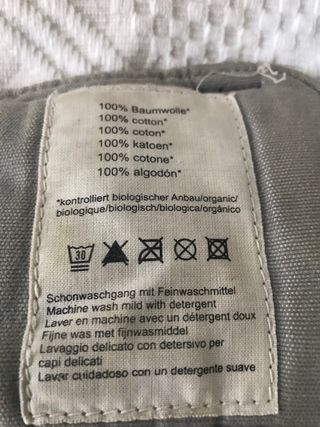 100% Baumwolle*
100% cotton*
100% coton*
100% katoen*
100% cotone*
100% algodón*
*kontrolliert biologischer Anbau/organic/
biologique/biologisch/biologica/orgánico
30
Schonwaschgang mit Feinwaschmittel
Machine wash mild with detergent
Laver en machine avec un détergent doux
Fijne was met fijnwasmiddel
Lavaggio delicato con detersivo per
capi delicati
Lavar cuidadoso con un detergente suave